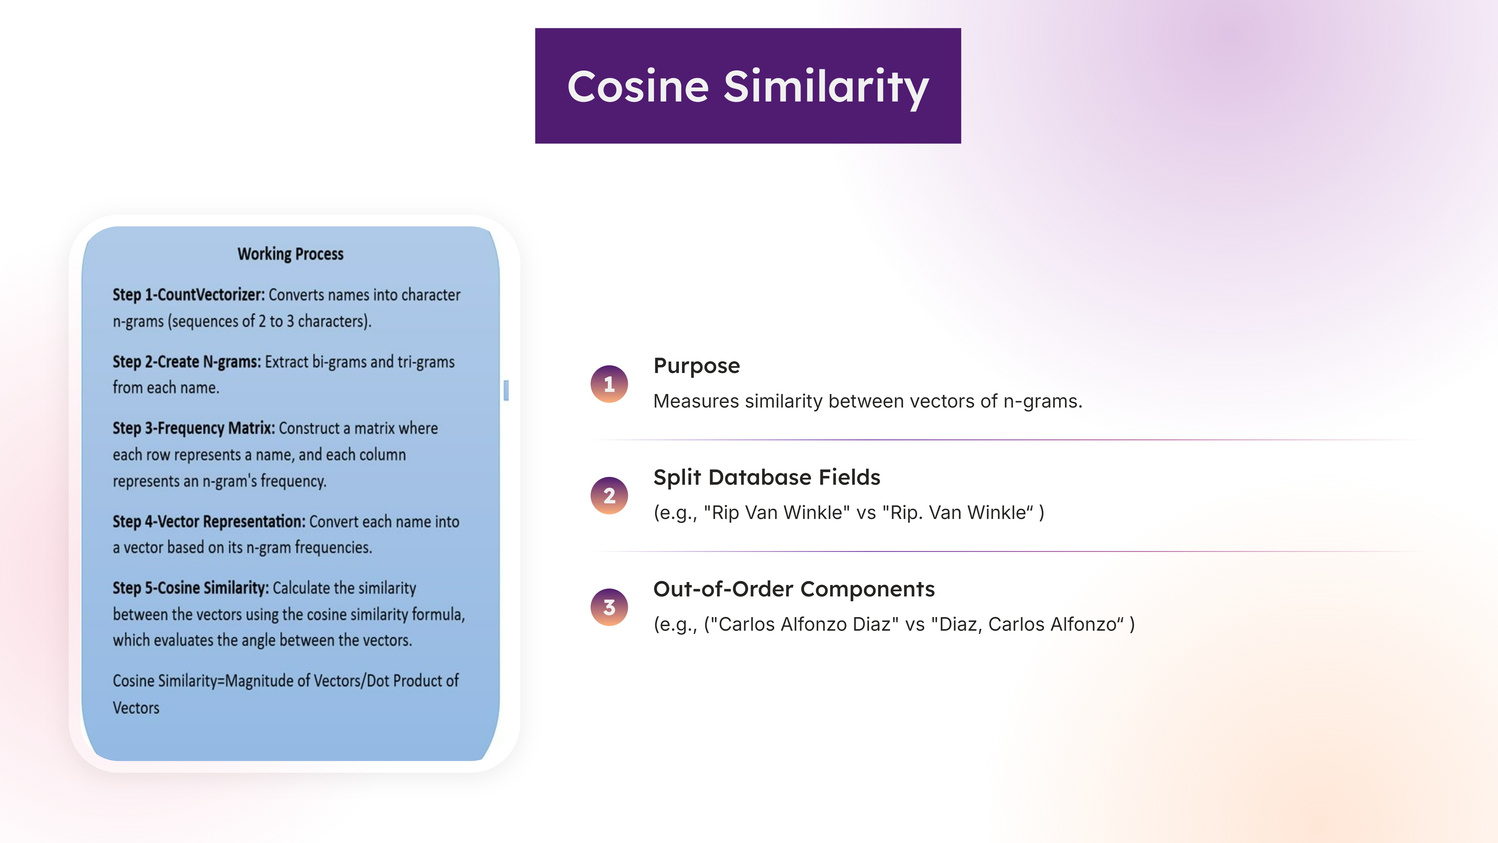 Cosine Similarity
Working Process
Step 1-CountVectorizer: Converts names into character
n-grams (sequences of 2 to 3 characters).
Step 2-Create N-grams: Extract bi-grams and tri-grams
from each name.
Step 3-Frequency Matrix: Construct a matrix where
each row represents a name, and each column
represents an n-gram's frequency.
Step 4-Vector Representation: Convert each name into
a vector based on its n-gram frequencies.
Step 5-Cosine Similarity: Calculate the similarity
between the vectors using the cosine similarity formula,
which evaluates the angle between the vectors.
Cosine Similarity=Magnitude of Vectors/Dot Product of
Vectors
1
Purpose
Measures similarity between vectors of n-grams.
2
Split Database Fields
(e.g., "Rip Van Winkle" vs "Rip. Van Winkle“ )
3
Out-of-Order Components
(e.g., ("Carlos Alfonzo Diaz" vs "Diaz, Carlos Alfonzo“ )